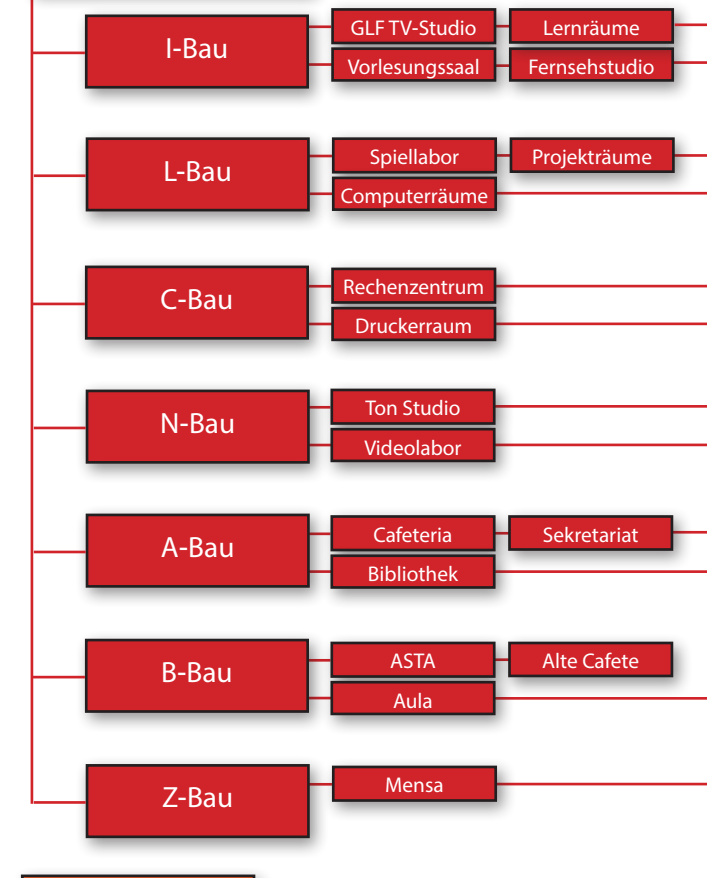 I-Bau
GLF TV-Studio
Lernräume
Vorlesungssaal
Fernsehstudio
L-Bau
Spiellabor
Projekträume
Computerräume
C-Bau
Rechenzentrum
Druckerraum
N-Bau
Ton Studio
Videolabor
A-Bau
Cafeteria
Sekretariat
Bibliothek
B-Bau
ASTA
Alte Cafete
Aula
Z-Bau
Mensa